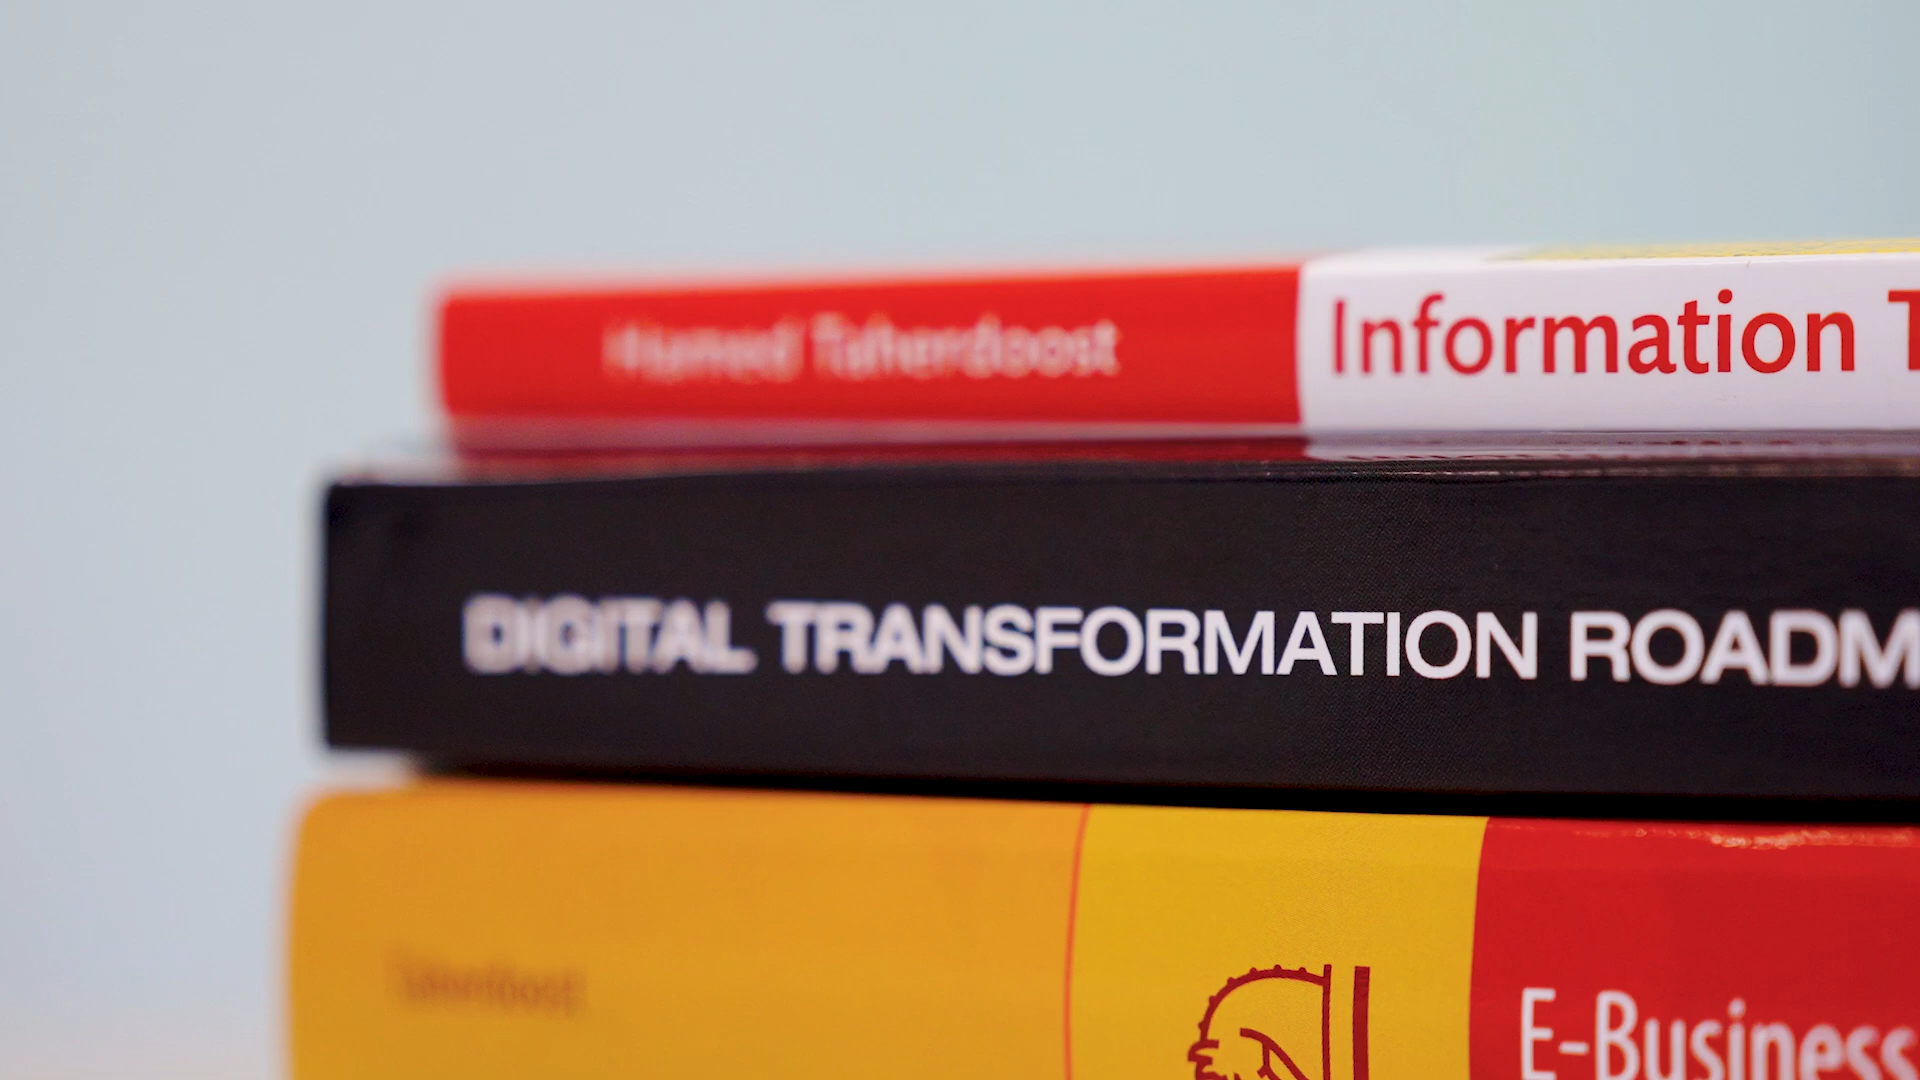 Hamed Taherdoost Information T
DIGITAL TRANSFORMATION ROADM
Taherdoost
E-Business